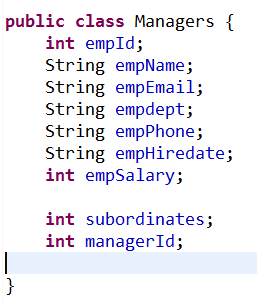 public class Managers {
    int empId;
    String empName;
    String empEmail;
    String empdept;
    String empPhone;
    String empHiredate;
    int empSalary;

    int subordinates;
    int managerId;

}